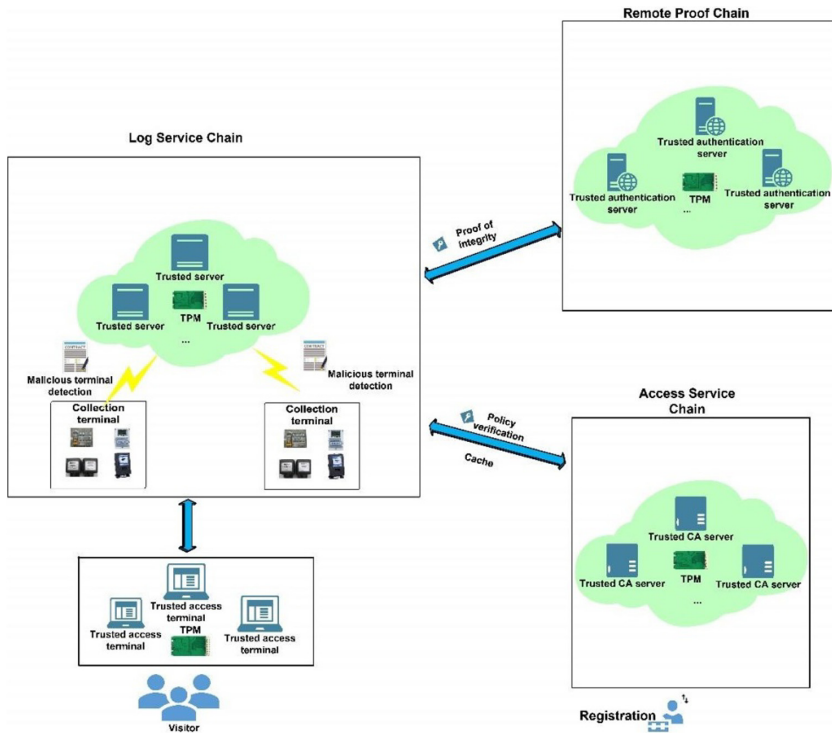 Remote Proof Chain
Trusted authentication
server
Trusted authentication
server
Trusted authentication
server
TPM
...
Log Service Chain
Trusted server
Trusted server
Trusted server
TPM
...
CONTRACT
Malicious terminal
detection
CONTRACT
Malicious terminal
detection
Collection
terminal
Collection
terminal
Proof of
integrity
Policy
verification
Cache
Access Service
Chain
Trusted CA server
Trusted CA server
Trusted CA server
TPM
...
Trusted access
terminal
Trusted access
terminal
Trusted access
terminal
TPM
Visitor
Registration